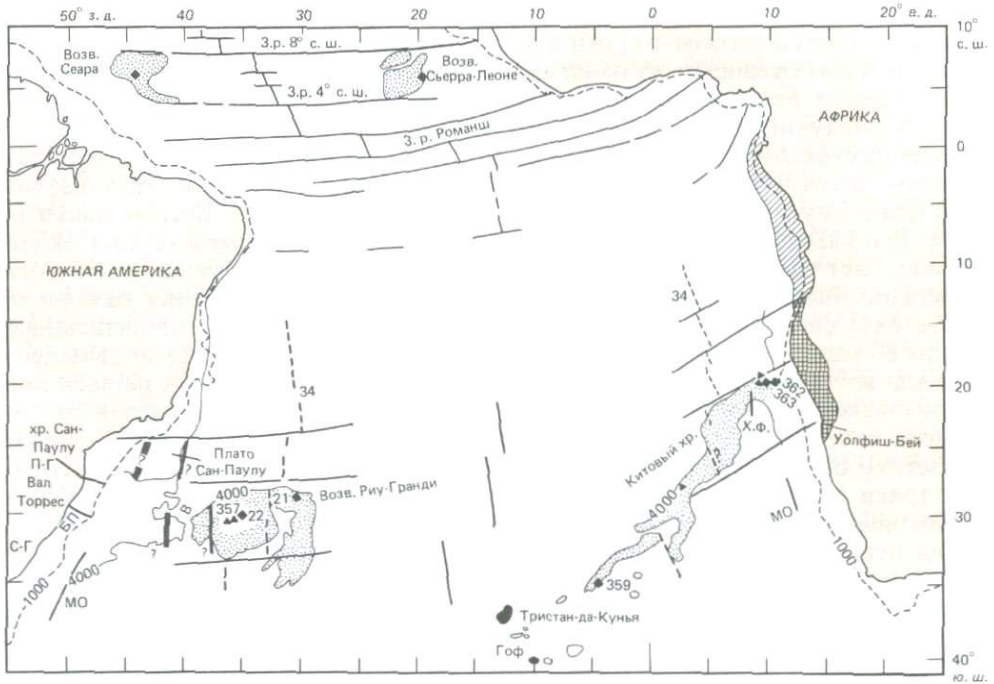 50° з. д.
40
30
20
10
0
10
20° в. д.
10°
с. ш.
З.р. 8° с. ш.
Возв.
Сеара
Возв.
Сьерра-Леоне
З.р. 4° с. ш.
З. р. Романш
АФРИКА
0
ЮЖНАЯ АМЕРИКА
10
34
34
20
362
363
хр. Сан-
Паулу
П-Г
Вал
Торрес
Плато
Сан-Паулу
?
Х.Ф.
Уолфиш-Бей
Китовый хр.
?
4000
21
Возв. Риу-Гранди
357
22
В
БП
4000
МО
30
С-Г
?
?
1000
4000
МО
1000
359
Тристан-да-Кунья
Гоф
40°
ю. ш.